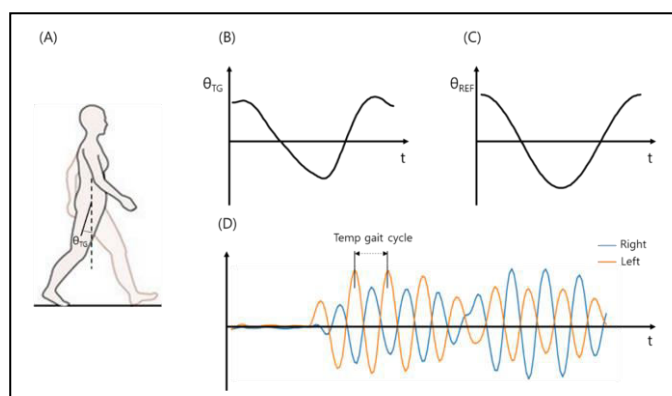 (A)
θTG
(B)
θTG
t
(C)
θREF
t
(D)
Temp gait cycle
Right
Left
t